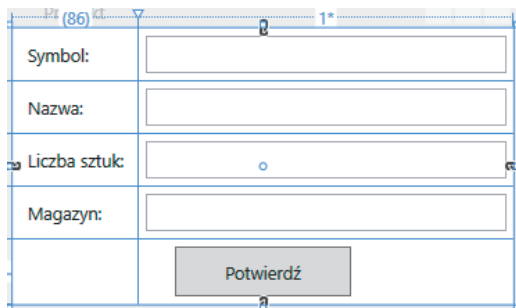 (86) 1*
Symbol:
Nazwa:
Liczba sztuk:
Magazyn:
Potwierdź